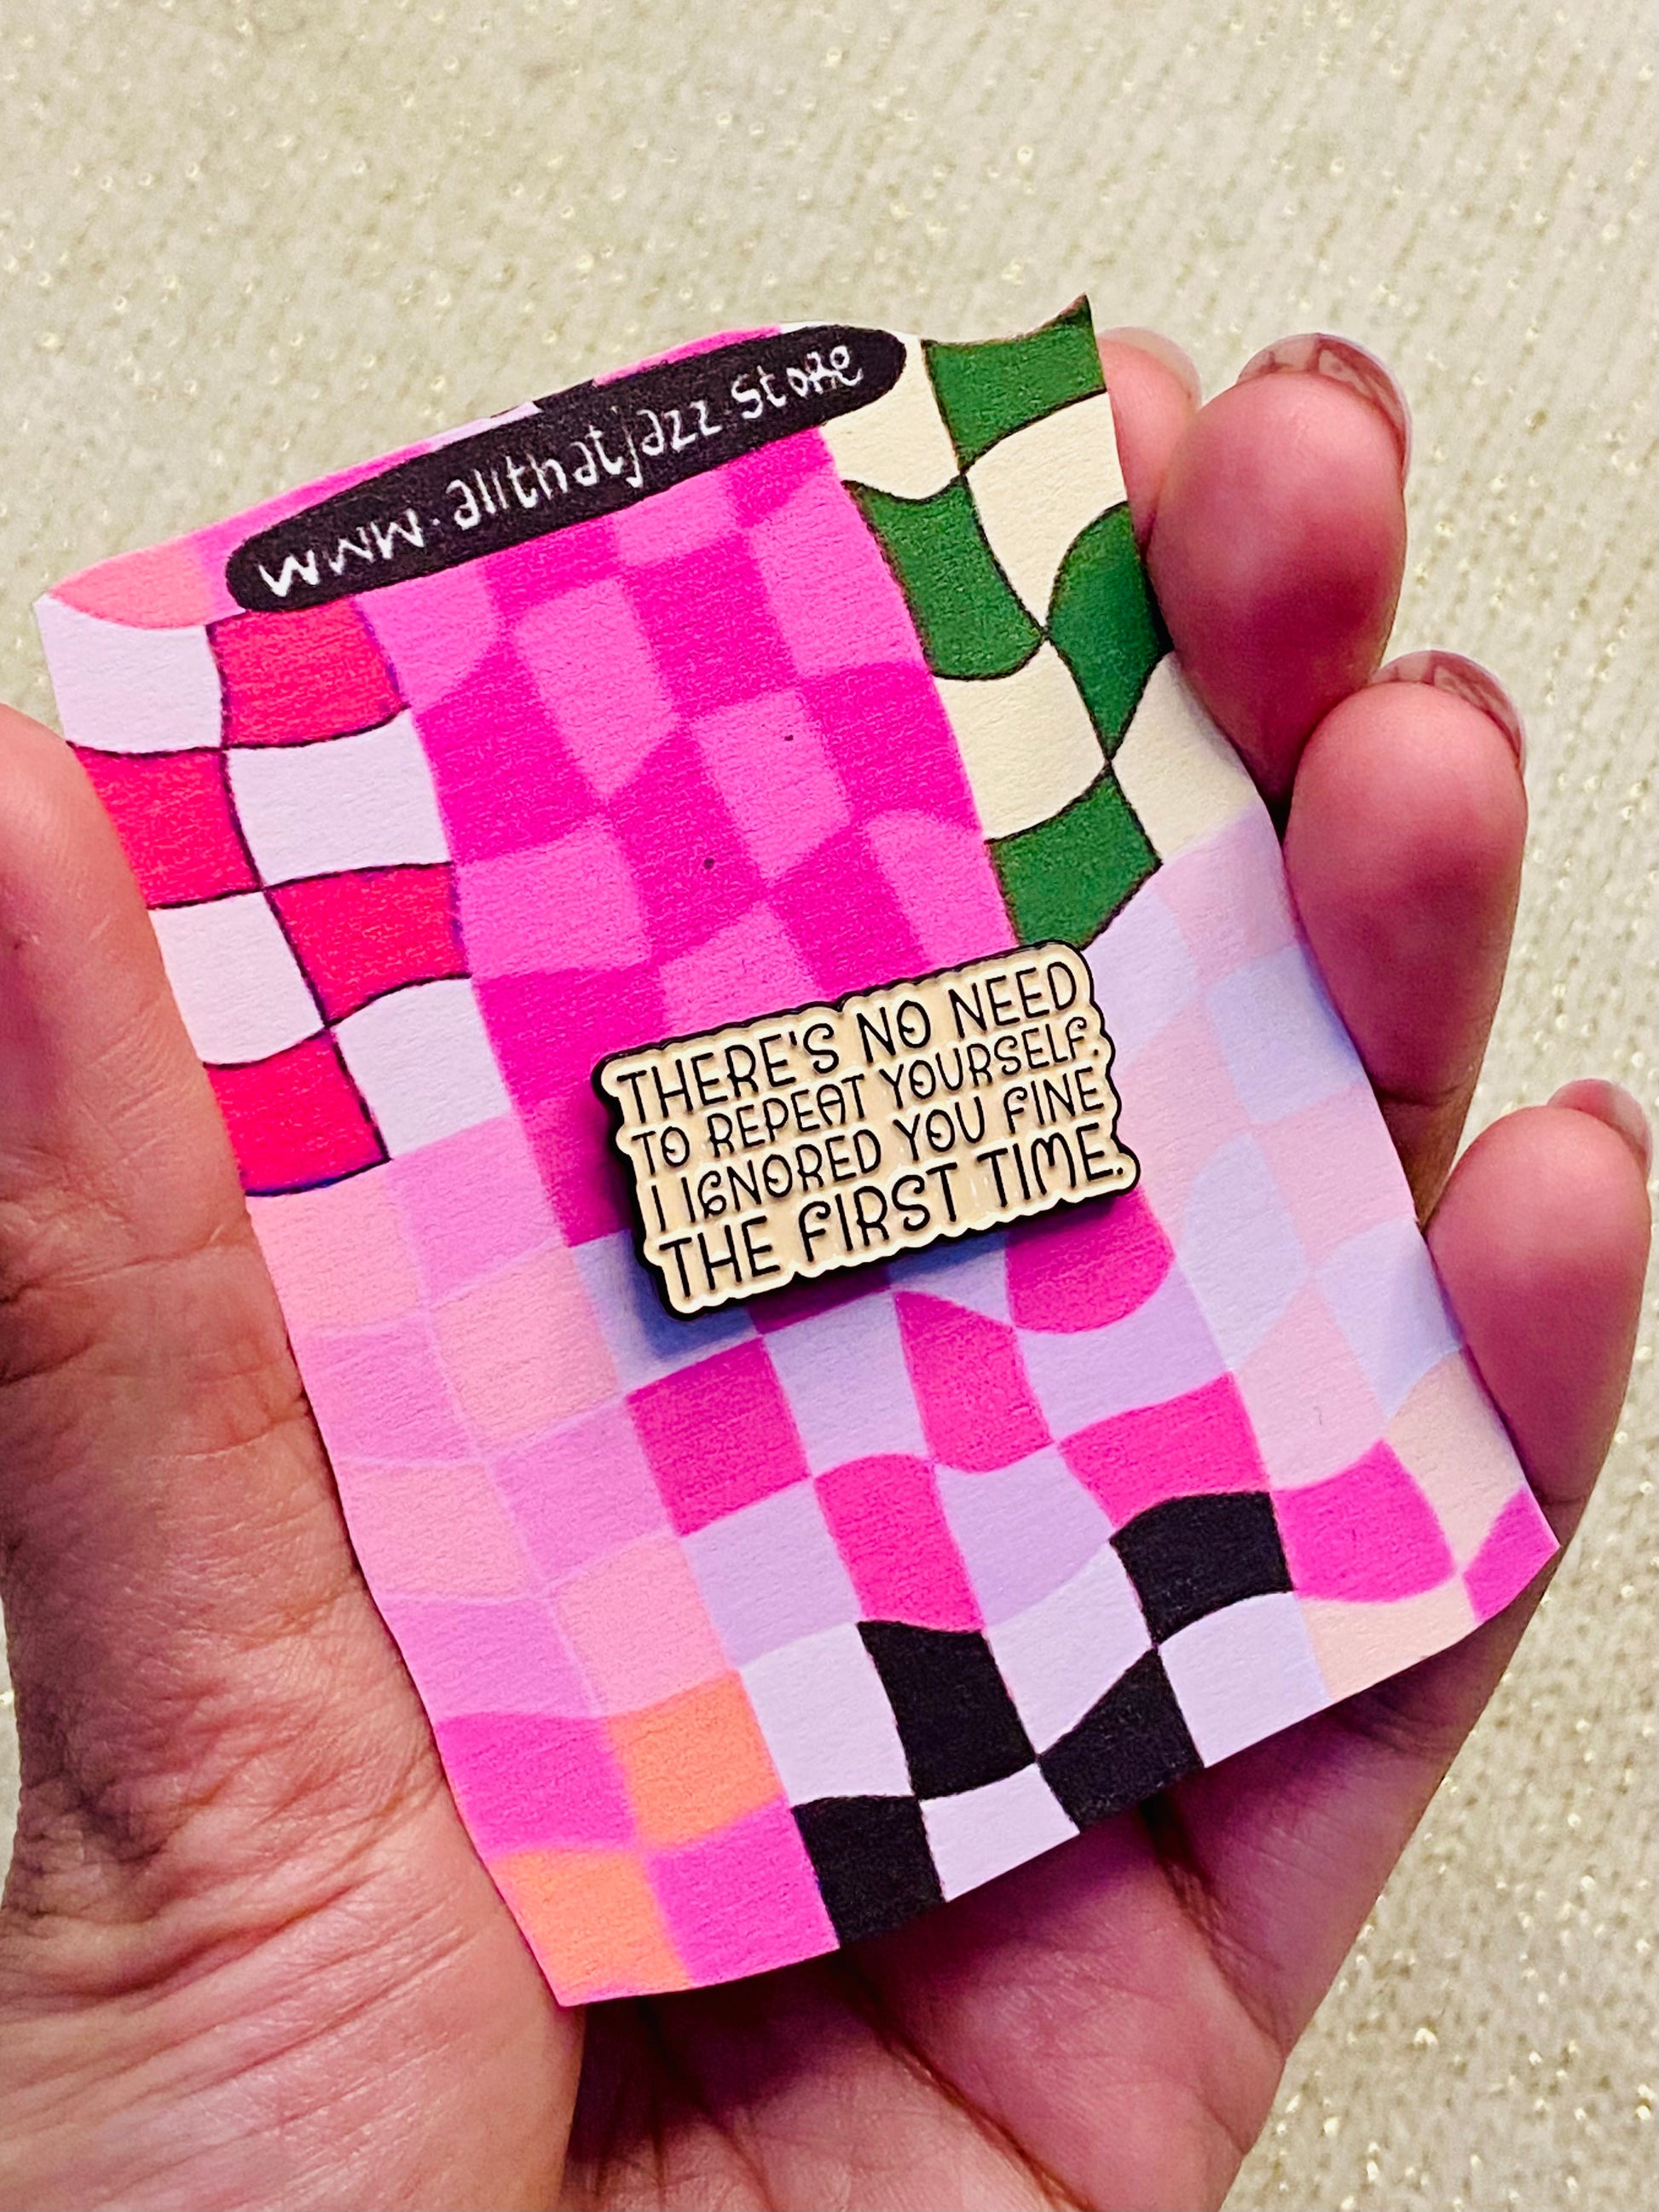 www.allthatjazz.store
THERE'S NO NEED
TO REPEAT YOURSELF.
I IGNORED YOU FINE
THE FIRST TIME.